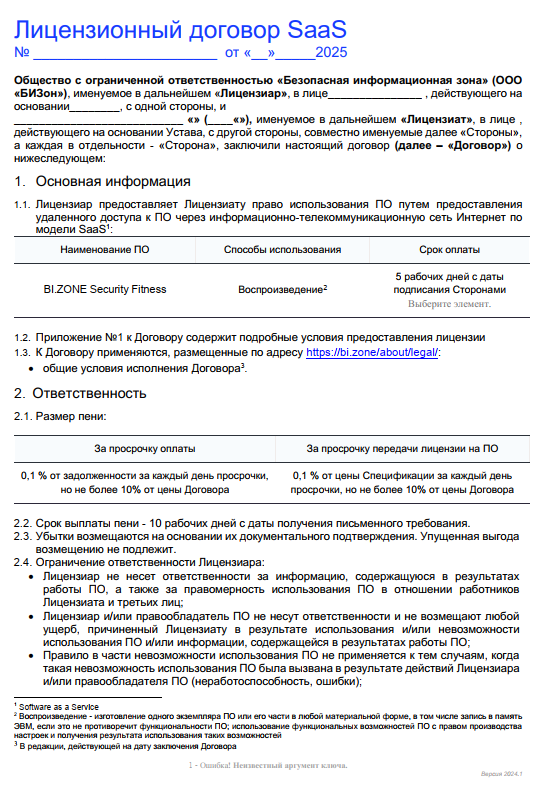 Лицензионный договор SaaS
№ ______________________ от «__»_____2025
Общество с ограниченной ответственностью «Безопасная информационная зона» (ООО
«БИЗон»), именуемое в дальнейшем «Лицензиар», в лице________________ , действующего на
основании_________, с одной стороны, и
______________________________ «» (____«»), именуемое в дальнейшем «Лицензиат», в лице ,
действующего на основании Устава, с другой стороны, совместно именуемые далее «Стороны»,
а каждая в отдельности - «Сторона», заключили настоящий договор (далее – «Договор») о
нижеследующем:
1. Основная информация
1.1. Лицензиар предоставляет Лицензиату право использования ПО путем предоставления
удаленного доступа к ПО через информационно-телекоммуникационную сеть Интернет по
модели SaaS¹:
Наименование ПО Способы использования Срок оплаты
BI.ZONE Security Fitness Воспроизведение² 5 рабочих дней с даты
подписания Сторонами
Выберите элемент.
1.2. Приложение №1 к Договору содержит подробные условия предоставления лицензии
1.3. К Договору применяются, размещенные по адресу https://bi.zone/about/legal/:
• общие условия исполнения Договора³.
2. Ответственность
2.1. Размер пени:
За просрочку оплаты За просрочку передачи лицензии на ПО
0,1 % от задолженности за каждый день просрочки, 0,1 % от цены Спецификации за каждый день
но не более 10% от цены Договора просрочки, но не более 10% от цены Договора
2.2. Срок выплаты пени - 10 рабочих дней с даты получения письменного требования.
2.3. Убытки возмещаются на основании их документального подтверждения. Упущенная выгода
возмещению не подлежит.
2.4. Ограничение ответственности Лицензиара:
• Лицензиар не несет ответственности за информацию, содержащуюся в результатах
работы ПО, а также за правомерность использования ПО в отношении работников
Лицензиата и третьих лиц;
• Лицензиар и/или правообладатель ПО не несут ответственности и не возмещают любой
ущерб, причиненный Лицензиату в результате использования и/или невозможности
использования ПО и/или информации, содержащейся в результатах работы ПО;
• Правило в части невозможности использования ПО не применяется к тем случаям, когда
такая невозможность использования ПО была вызвана в результате действий Лицензиара
и/или правообладателя ПО (неработоспособность, ошибки);
¹ Software as a Service
² Воспроизведение - изготовление одного экземпляра ПО или его части в любой материальной форме, в том числе запись в память
ЭВМ, если это не противоречит функциональности ПО; использование функциональных возможностей ПО с правом производства
настроек и получения результата использования таких возможностей
³ В редакции, действующей на дату заключения Договора
1 - Ошибка! Неизвестный аргумент ключа.
Версия 2024.1